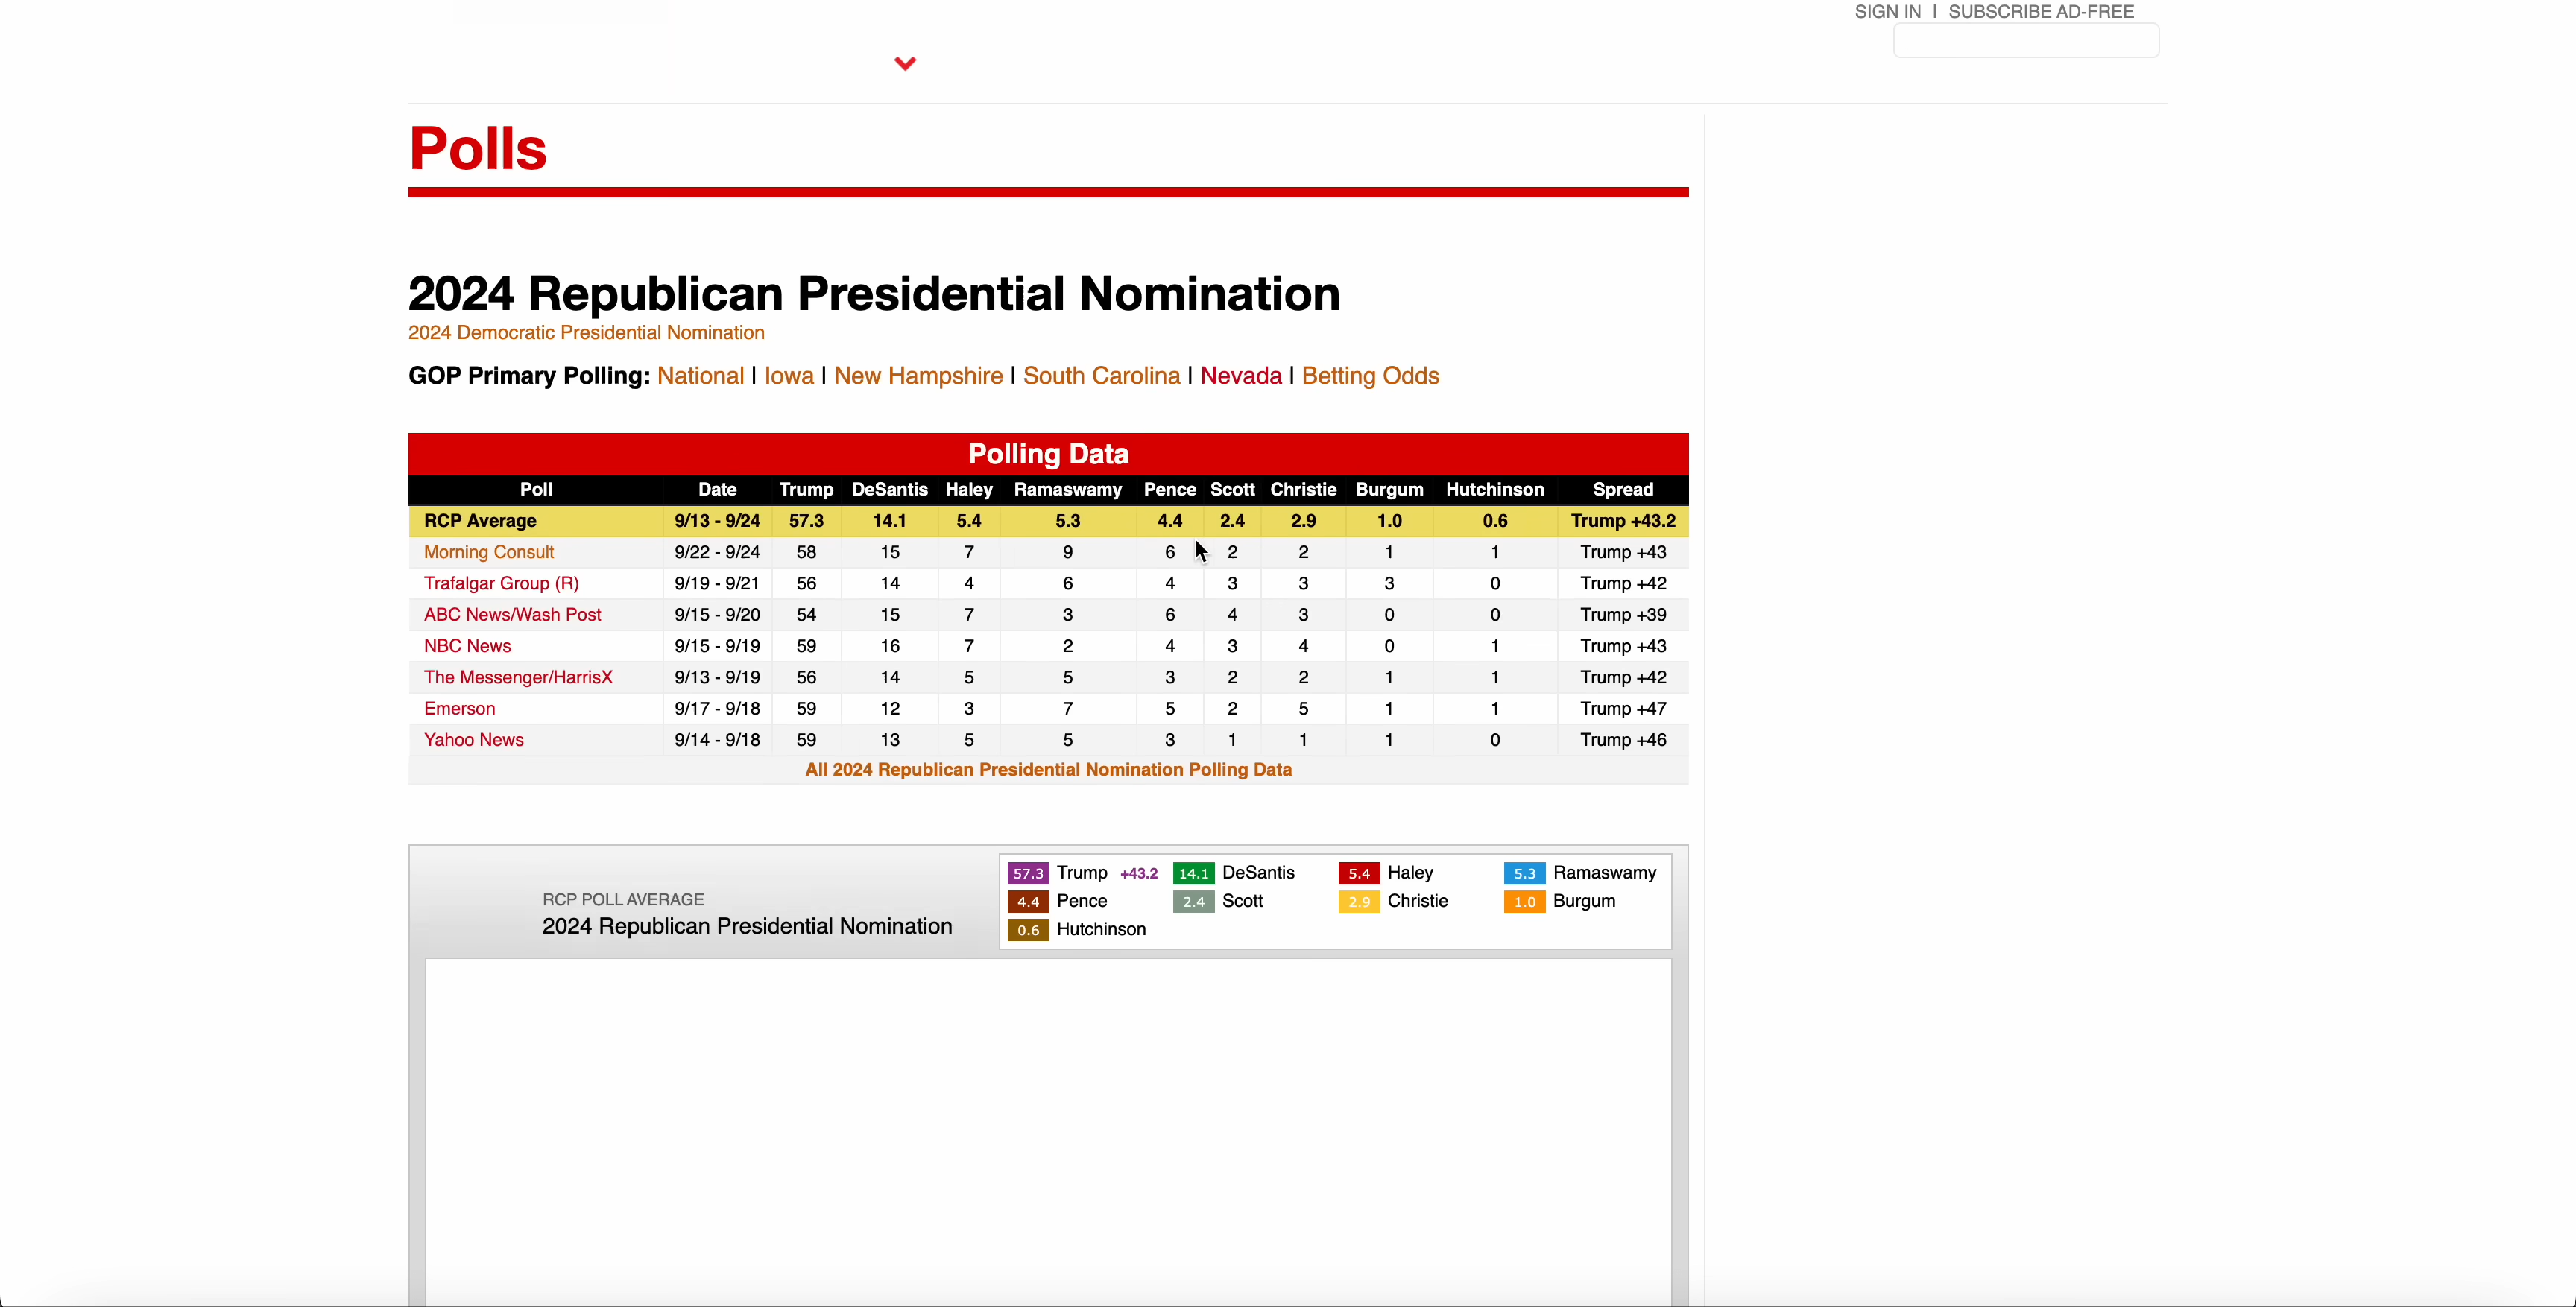 SIGN IN | SUBSCRIBE AD-FREE
Polls
2024 Republican Presidential Nomination
2024 Democratic Presidential Nomination
GOP Primary Polling: National | Iowa | New Hampshire | South Carolina | Nevada | Betting Odds
Polling Data
Poll Date Trump DeSantis Haley Ramaswamy Pence Scott Christie Burgum Hutchinson Spread
RCP Average 9/13 - 9/24 57.3 14.1 5.4 5.3 4.4 2.4 2.9 1.0 0.6 Trump +43.2
Morning Consult 9/22 - 9/24 58 15 7 9 6 2 2 1 1 Trump +43
Trafalgar Group (R) 9/19 - 9/21 56 14 4 6 4 3 3 3 0 Trump +42
ABC News/Wash Post 9/15 - 9/20 54 15 7 3 6 4 3 0 0 Trump +39
NBC News 9/15 - 9/19 59 16 7 2 4 3 4 0 1 Trump +43
The Messenger/HarrisX 9/13 - 9/19 56 14 5 5 3 2 2 1 1 Trump +42
Emerson 9/17 - 9/18 59 12 3 7 5 2 5 1 1 Trump +47
Yahoo News 9/14 - 9/18 59 13 5 5 3 1 1 1 0 Trump +46
All 2024 Republican Presidential Nomination Polling Data
RCP POLL AVERAGE
2024 Republican Presidential Nomination
57.3 Trump +43.2 14.1 DeSantis 5.4 Haley 5.3 Ramaswamy
4.4 Pence 2.4 Scott 2.9 Christie 1.0 Burgum
0.6 Hutchinson